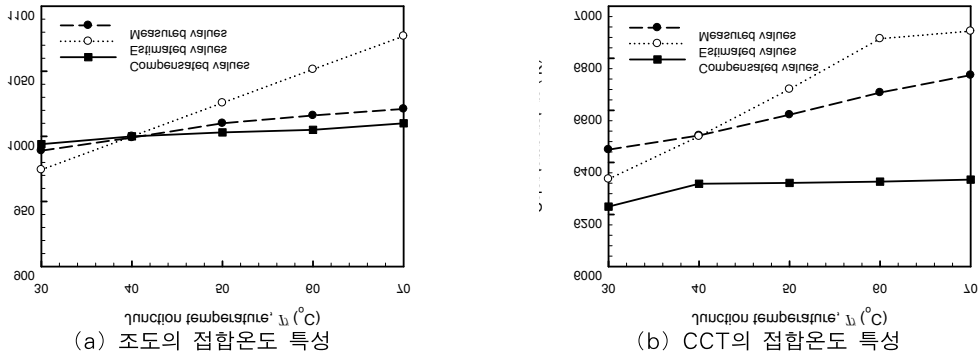 1100
1050
1000
950
900
Measured values
Estimated values
Compensated values
30 40 50 60 70
Junction temperature, (°C)
(a) 조도의 접합온도 특성
7000
6800
6600
6400
6200
6000
Measured values
Estimated values
Compensated values
30 40 50 60 70
Junction temperature, (°C)
(b) CCT의 접합온도 특성